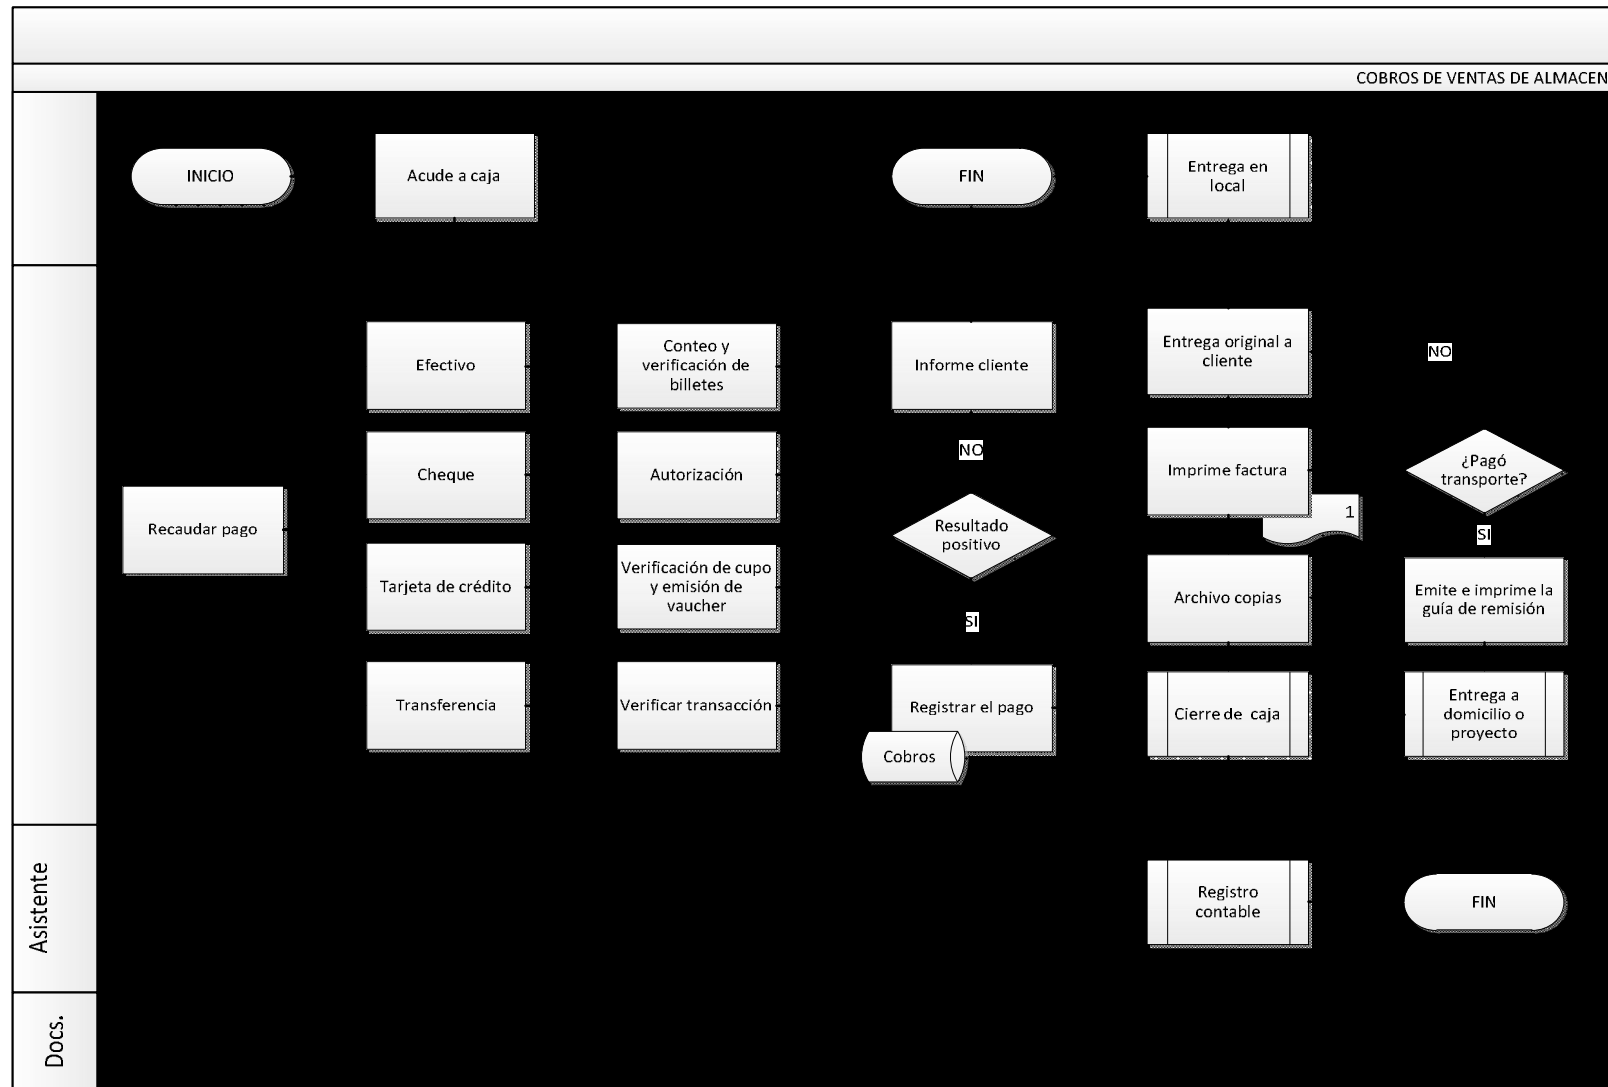 COBROS DE VENTAS DE ALMACEN
INICIO
Acude a caja
FIN
Entrega en
local
Efectivo
Conteo y
verificación de
billetes
Informe cliente
Entrega original a
cliente
NO
Cheque
Autorización
NO
Imprime factura
1
¿Pagó
transporte?
SI
Recaudar pago
Resultado
positivo
Tarjeta de crédito
Verificación de cupo
y emisión de
vaucher
SI
Archivo copias
Emite e imprime la
guía de remisión
Transferencia
Verificar transacción
Registrar el pago
Cobros
Cierre de caja
Entrega a
domicilio o
proyecto
Asistente
Registro
contable
FIN
Docs.